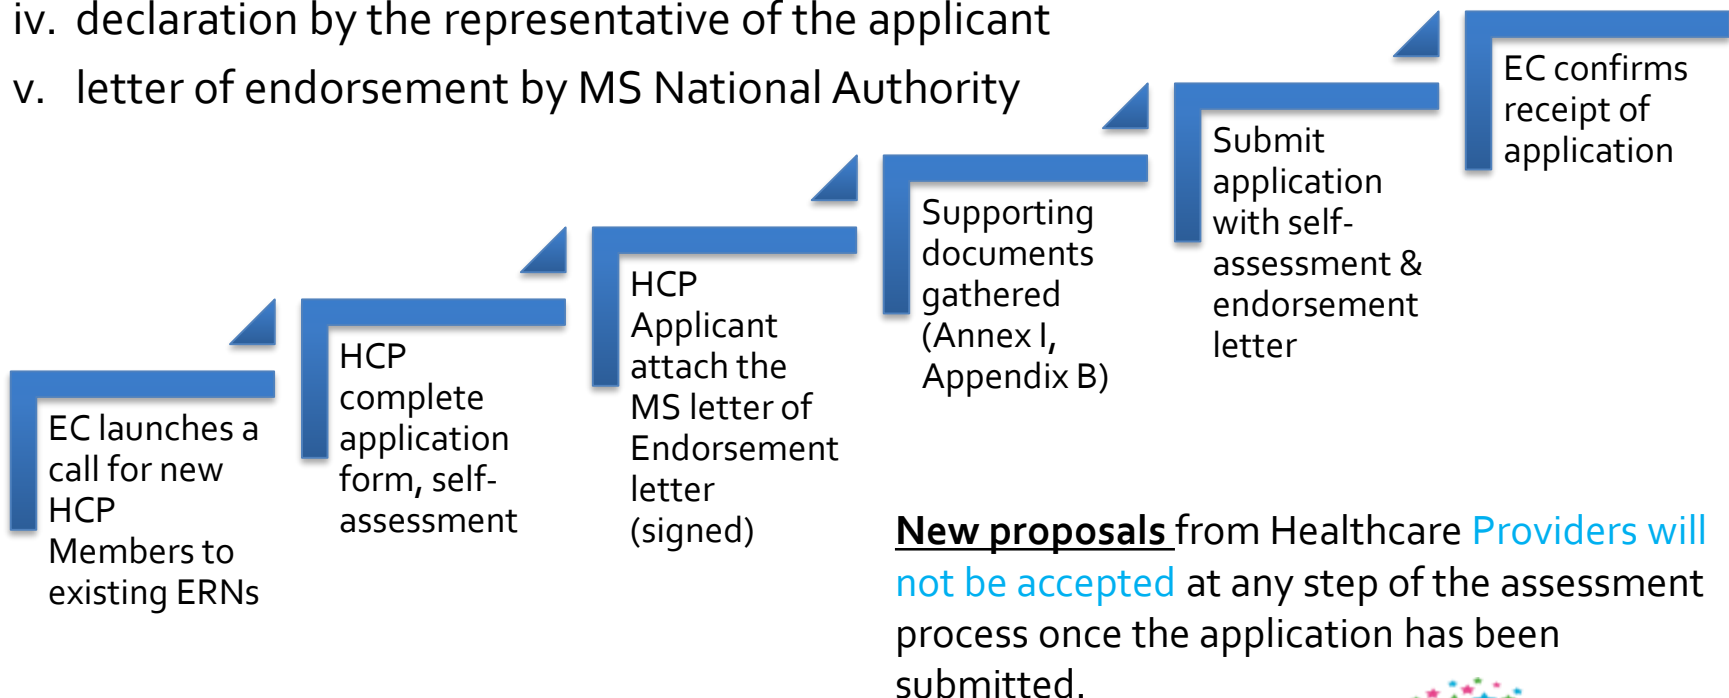 iv. declaration by the representative of the applicant
v. letter of endorsement by MS National Authority
EC launches a
call for new
HCP
Members to
existing ERNs
HCP
complete
application
form, self-
assessment
HCP
Applicant
attach the
MS letter of
Endorsement
letter
(signed)
Supporting
documents
gathered
(Annex I,
Appendix B)
Submit
application
with self-
assessment &
endorsement
letter
EC confirms
receipt of
application
New proposals from Healthcare Providers will
not be accepted at any step of the assessment
process once the application has been
submitted.